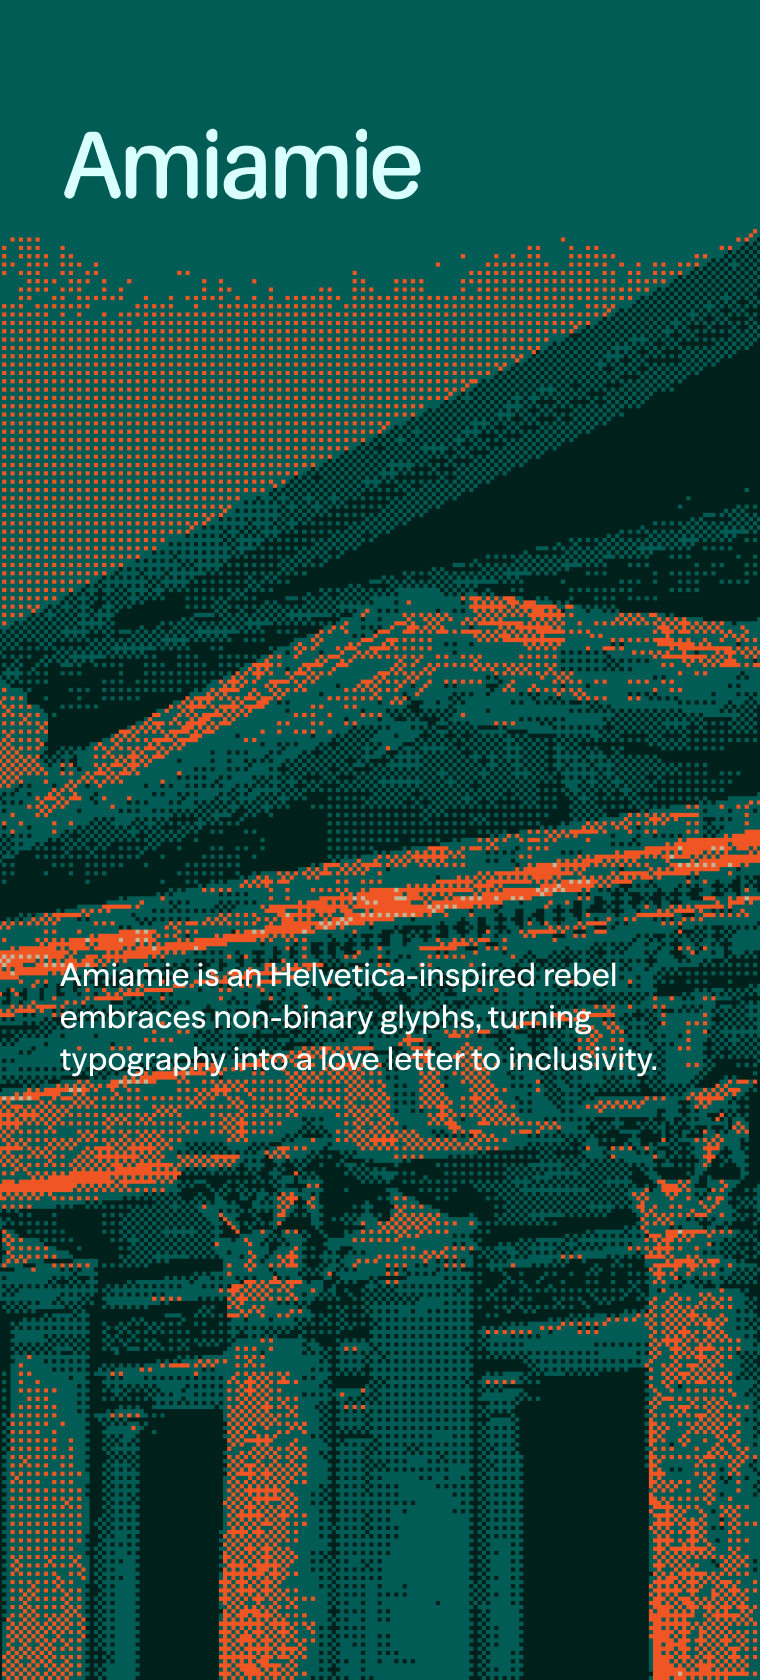 Amiamie
Amiamie is an Helvetica-inspired rebel
embraces non-binary glyphs, turning
typography into a love letter to inclusivity.